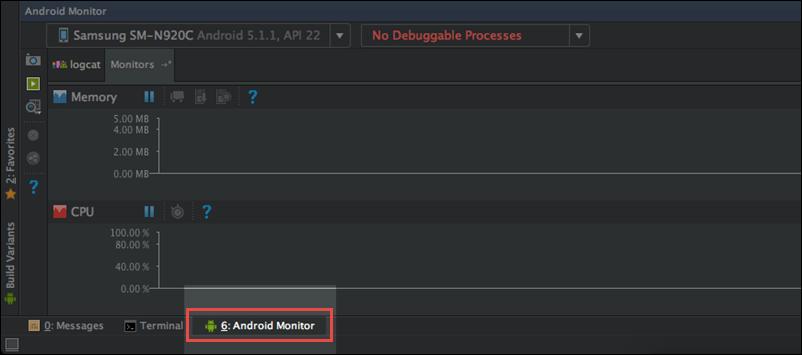 Android Monitor
Samsung SM-N920C Android 5.1.1, API 22
No Debuggable Processes
logcat Monitors
Memory ?
5.00 MB
4.00 MB
2.00 MB
0.00 MB
CPU ?
100.00 %
80.00 %
40.00 %
0.00 %
?
2: Favorites
Build Variants
0: Messages Terminal 6: Android Monitor